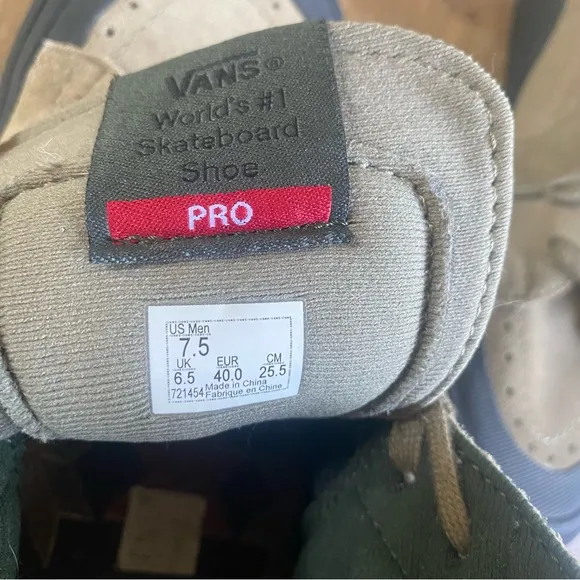 VANS®
World's #1
Skateboard
Shoe
PRO
US Men
7.5
UK EUR CM
6.5 40.0 25.5
721454 Made in China
Fabrique en Chine